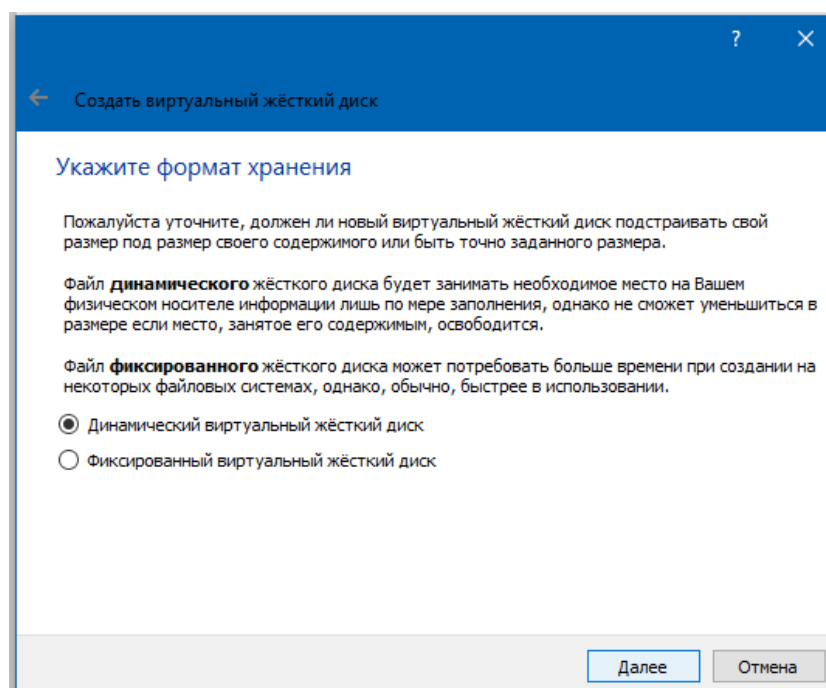 ?
Создать виртуальный жёсткий диск
Укажите формат хранения
Пожалуйста уточните, должен ли новый виртуальный жёсткий диск подстраивать свой
размер под размер своего содержимого или быть точно заданного размера.
Файл динамического жёсткого диска будет занимать необходимое место на Вашем
физическом носителе информации лишь по мере заполнения, однако не сможет уменьшиться в
размере если место, занятое его содержимым, освободится.
Файл фиксированного жёсткого диска может потребовать больше времени при создании на
некоторых файловых системах, однако, обычно, быстрее в использовании.
Динамический виртуальный жёсткий диск
Фиксированный виртуальный жёсткий диск
Далее Отмена